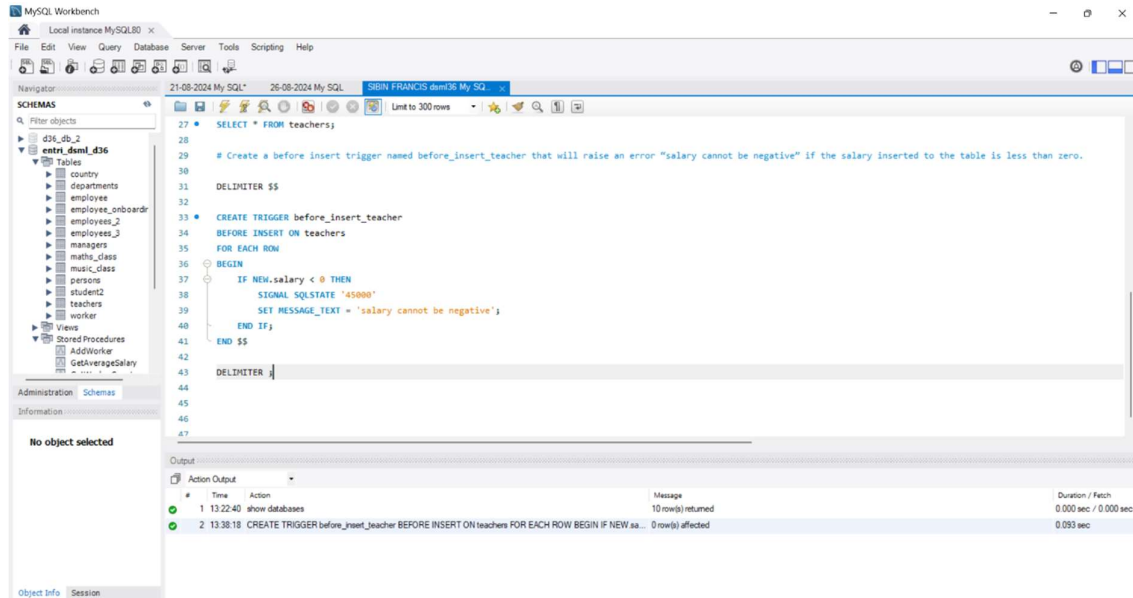 MySQL Workbench
Local instance MySQL80 ×
File Edit View Query Database Server Tools Scripting Help
Navigator
SCHEMAS
Filter objects
d36_db_2
entri_dsml_d36
Tables
country
departments
employee
employee_onboardir
employees_2
employees_3
managers
maths_class
music_class
persons
student2
teachers
worker
Views
Stored Procedures
AddWorker
GetAverageSalary
Administration Schemas
Information
No object selected
Object Info Session
21-08-2024 My SQL* 26-08-2024 My SQL SIBIN FRANCIS dsml36 My SQ... ×
Limit to 300 rows
27 SELECT * FROM teachers;
28
29 # Create a before insert trigger named before_insert_teacher that will raise an error “salary cannot be negative” if the salary inserted to the table is less than zero.
30
31 DELIMITER $$
32
33 CREATE TRIGGER before_insert_teacher
34 BEFORE INSERT ON teachers
35 FOR EACH ROW
36 BEGIN
37 IF NEW.salary < 0 THEN
38 SIGNAL SQLSTATE '45000'
39 SET MESSAGE_TEXT = 'salary cannot be negative';
40 END IF;
41 END $$
42
43 DELIMITER ;
44
45
46
47
Output
Action Output
# Time Action Message Duration / Fetch
1 13:22:40 show databases 10 row(s) returned 0.000 sec / 0.000 sec
2 13:38:18 CREATE TRIGGER before_insert_teacher BEFORE INSERT ON teachers FOR EACH ROW BEGIN IF NEW.sa... 0 row(s) affected 0.093 sec